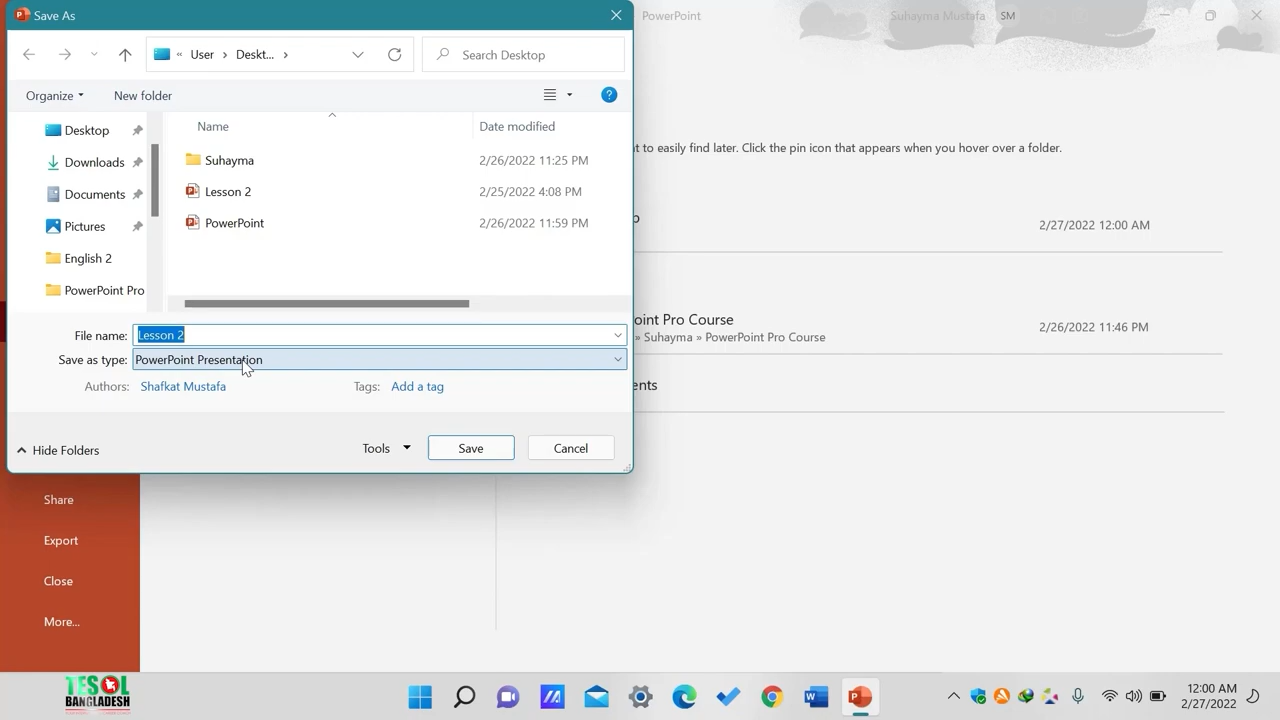 Save As
PowerPoint
Suhayma Mustafa SM
« User › Deskt... ›
Search Desktop
Organize
New folder
?
Name
Date modified
Desktop
Downloads
Documents
Pictures
English 2
PowerPoint Pro
Suhayma 2/26/2022 11:25 PM
Lesson 2 2/25/2022 4:08 PM
PowerPoint 2/26/2022 11:59 PM
t to easily find later. Click the pin icon that appears when you hover over a folder.
p
2/27/2022 12:00 AM
oint Pro Course
» Suhayma » PowerPoint Pro Course
2/26/2022 11:46 PM
ents
File name: Lesson 2
Save as type: PowerPoint Presentation
Authors: Shafkat Mustafa
Tags: Add a tag
Hide Folders
Tools
Save
Cancel
Share
Export
Close
More...
TESOL
BANGLADESH
12:00 AM
2/27/2022